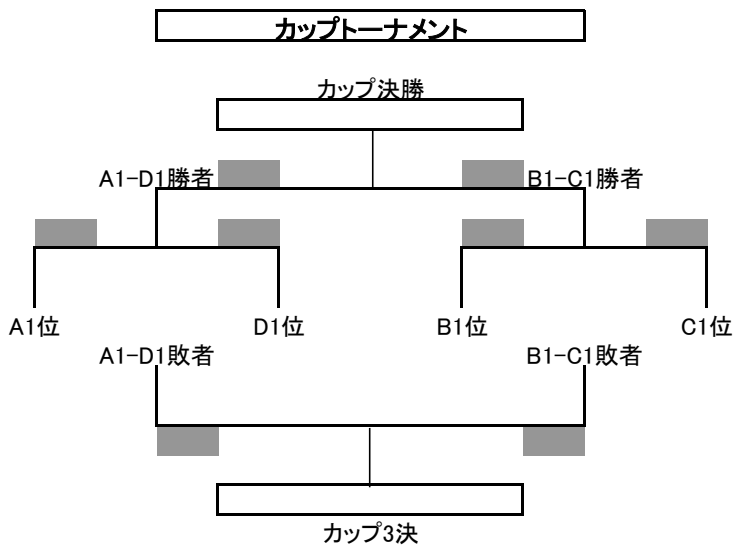 カップトーナメント
カップ決勝
A1-D1勝者
B1-C1勝者
A1位
D1位
B1位
C1位
A1-D1敗者
B1-C1敗者
カップ3決